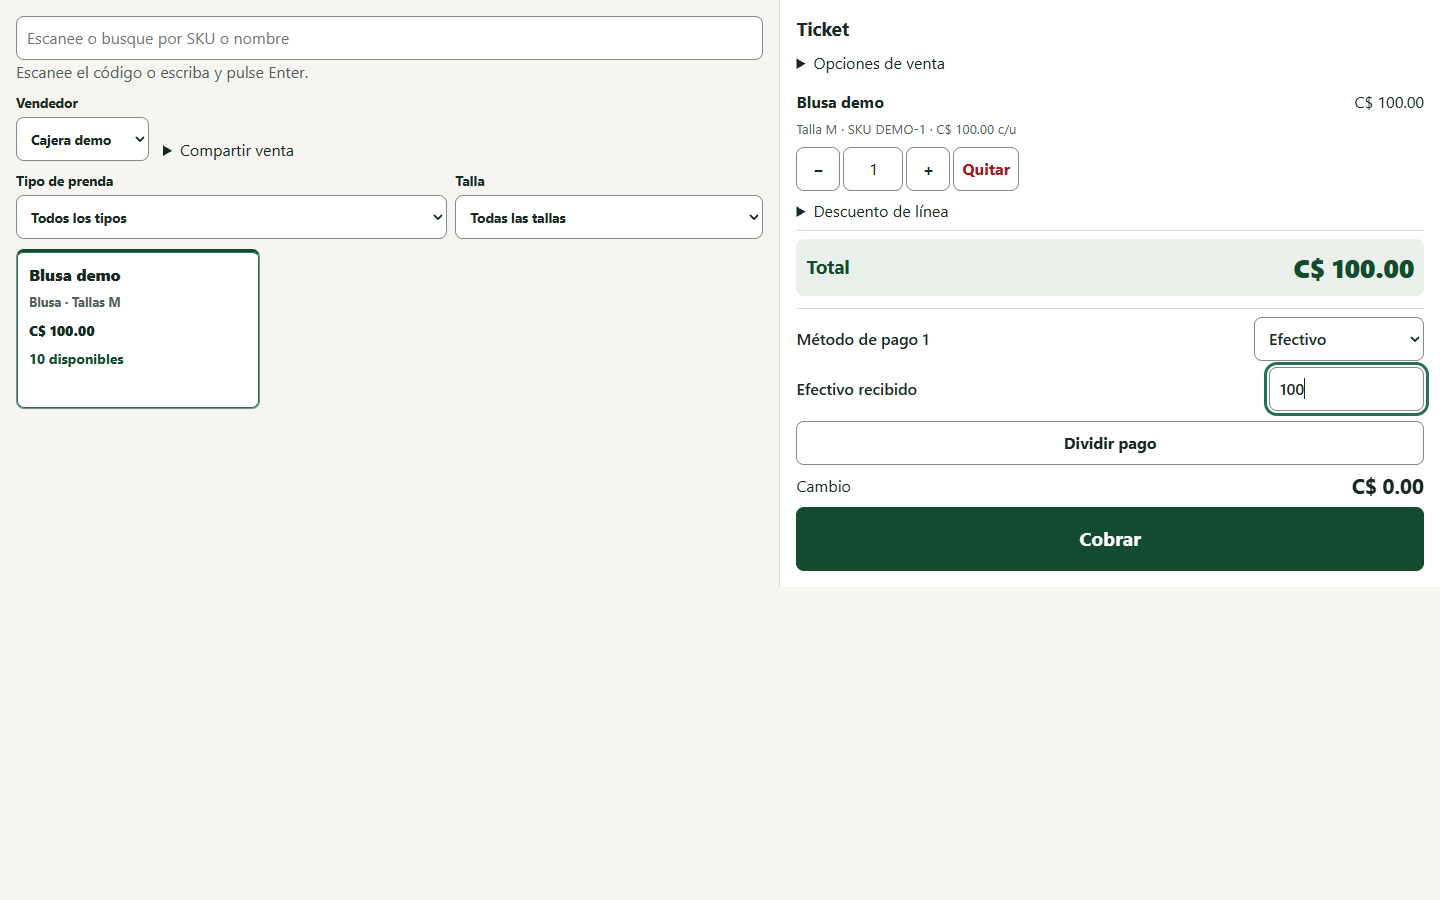 Escanee o busque por SKU o nombre
Escanee el código o escriba y pulse Enter.
Vendedor
Cajera demo
Compartir venta
Tipo de prenda
Talla
Todos los tipos
Todas las tallas
Blusa demo
Blusa · Tallas M
C$ 100.00
10 disponibles
Ticket
Opciones de venta
Blusa demo C$ 100.00
Talla M · SKU DEMO-1 · C$ 100.00 c/u
– 1 + Quitar
Descuento de línea
Total C$ 100.00
Método de pago 1 Efectivo
Efectivo recibido 100
Dividir pago
Cambio C$ 0.00
Cobrar